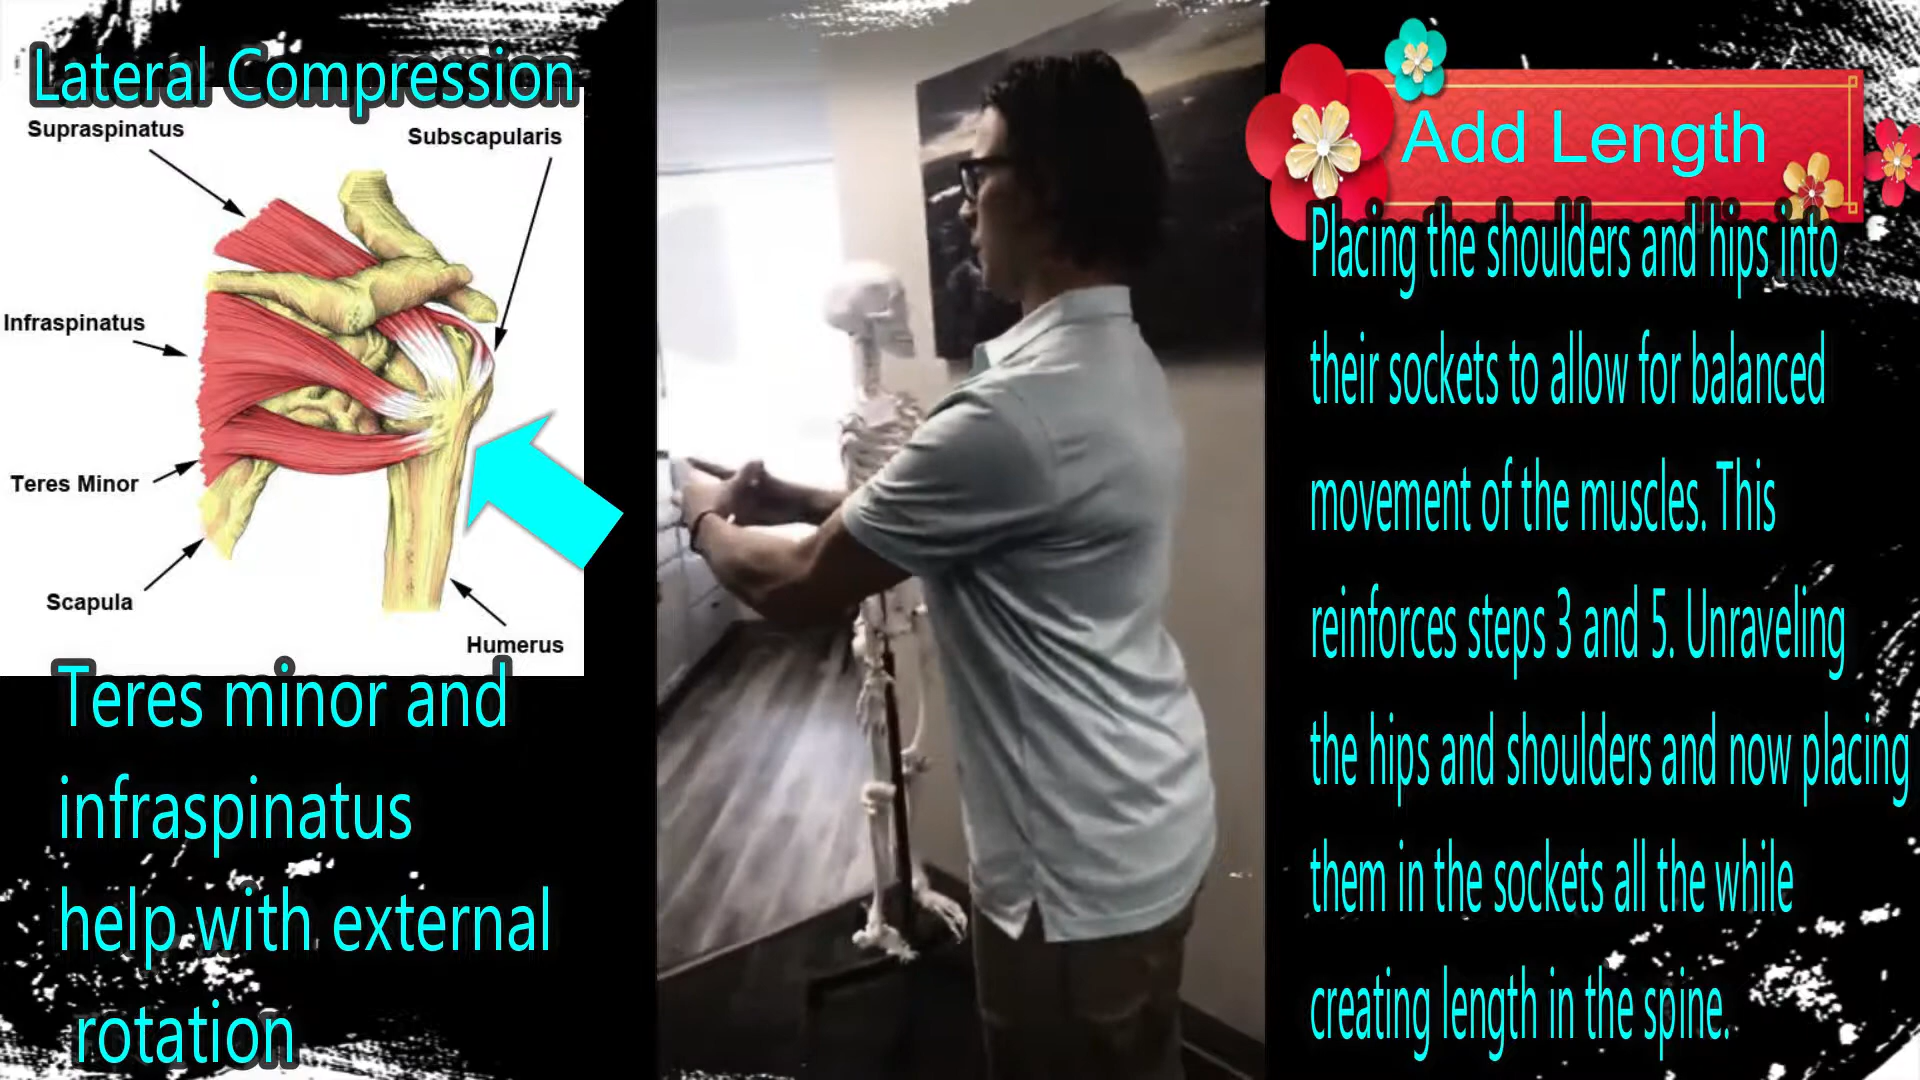 Lateral Compression
Supraspinatus
Subscapularis
Infraspinatus
Teres Minor
Scapula
Humerus
Teres minor and
infraspinatus
help with external
rotation
Add Length
Placing the shoulders and hips into
their sockets to allow for balanced
movement of the muscles. This
reinforces steps 3 and 5. Unraveling
the hips and shoulders and now placing
them in the sockets all the while
creating length in the spine.